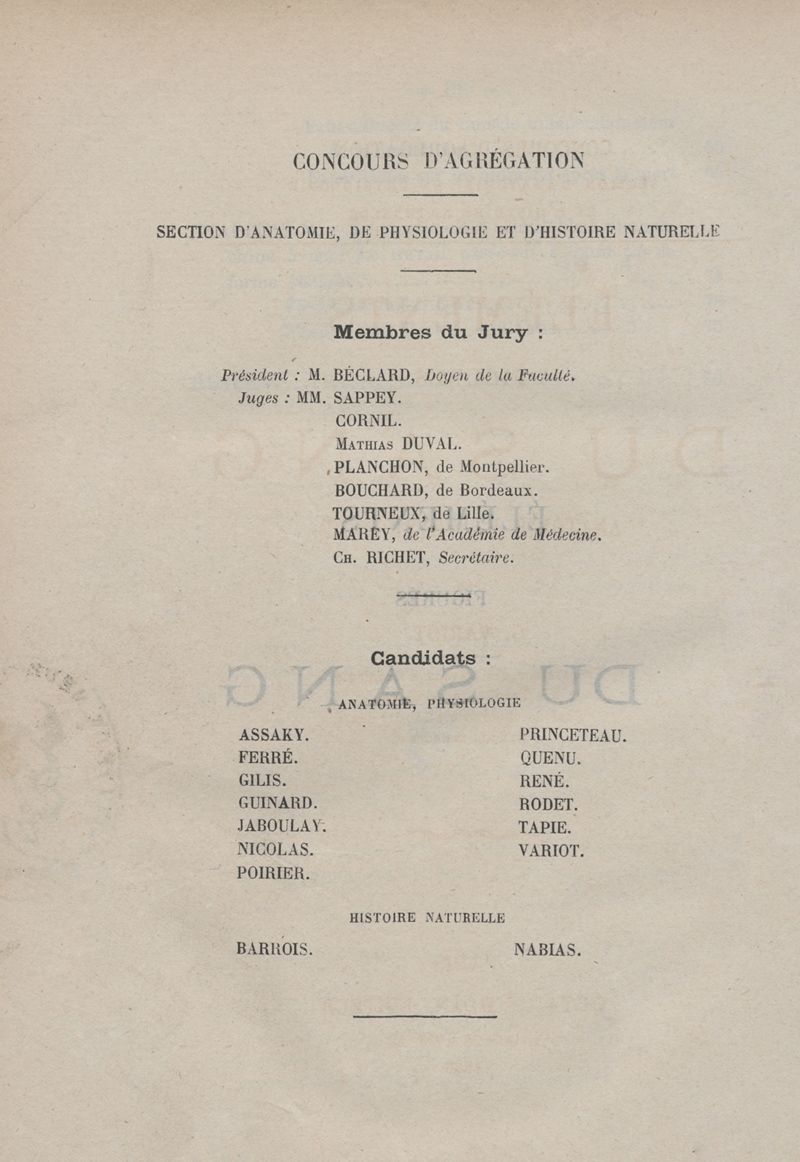 CONCOURS D'AGRÉGATION
SECTION D'ANATOMIE, DE PHYSIOLOGIE ET D'HISTOIRE NATURELLE
Membres du Jury :
Président : M. BÉCLARD, Doyen de la Faculté.
Juges : MM. SAPPEY.
CORNIL.
MATHIAS DUVAL.
PLANCHON, de Montpellier.
BOUCHARD, de Bordeaux.
TOURNEUX, de Lille.
MAREY, de l'Académie de Médecine.
CH. RICHET, Secrétaire.
Candidats :
ANATOMIE, PHYSIOLOGIE
ASSAKY. PRINCETEAU.
FERRÉ. QUENU.
GILIS. RENÉ.
GUINARD. RODET.
JABOULAY. TAPIE.
NICOLAS. VARIOT.
POIRIER.
HISTOIRE NATURELLE
BARROIS. NABIAS.